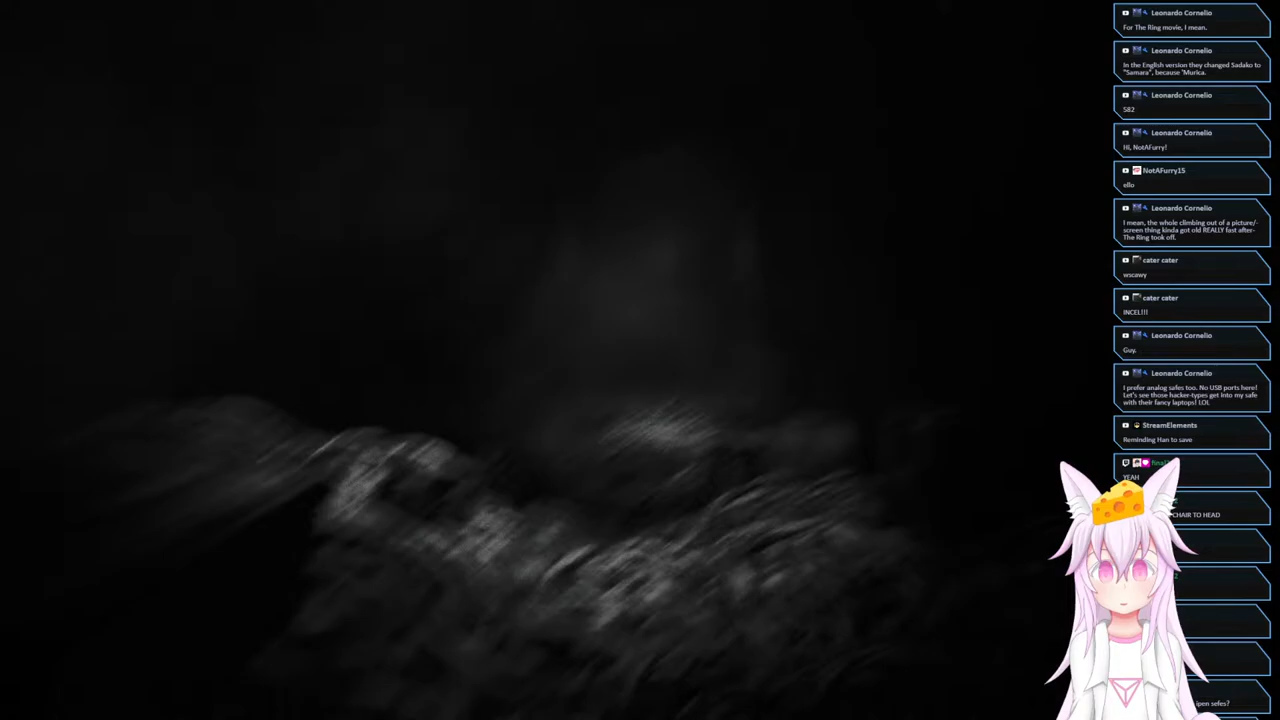 Leonardo Cornelio
For The Ring movie, I mean.
Leonardo Cornelio
In the English version they changed Sadako to
"Samara", because 'Murica.
Leonardo Cornelio
582
Leonardo Cornelio
Hi, NotAFurry!
NotAFurry15
ello
Leonardo Cornelio
I mean, the whole climbing out of a picture/-
screen thing kinda got old REALLY fast after-
The Ring took off.
cater cater
wscawy
cater cater
INCEL!!!
Leonardo Cornelio
Guy.
Leonardo Cornelio
I prefer analog safes too. No USB ports here!
Let's see those hacker-types get into my safe
with their fancy laptops! LOL
StreamElements
Reminding Han to save
YEAH
CHAIR TO HEAD
ipen sefes?